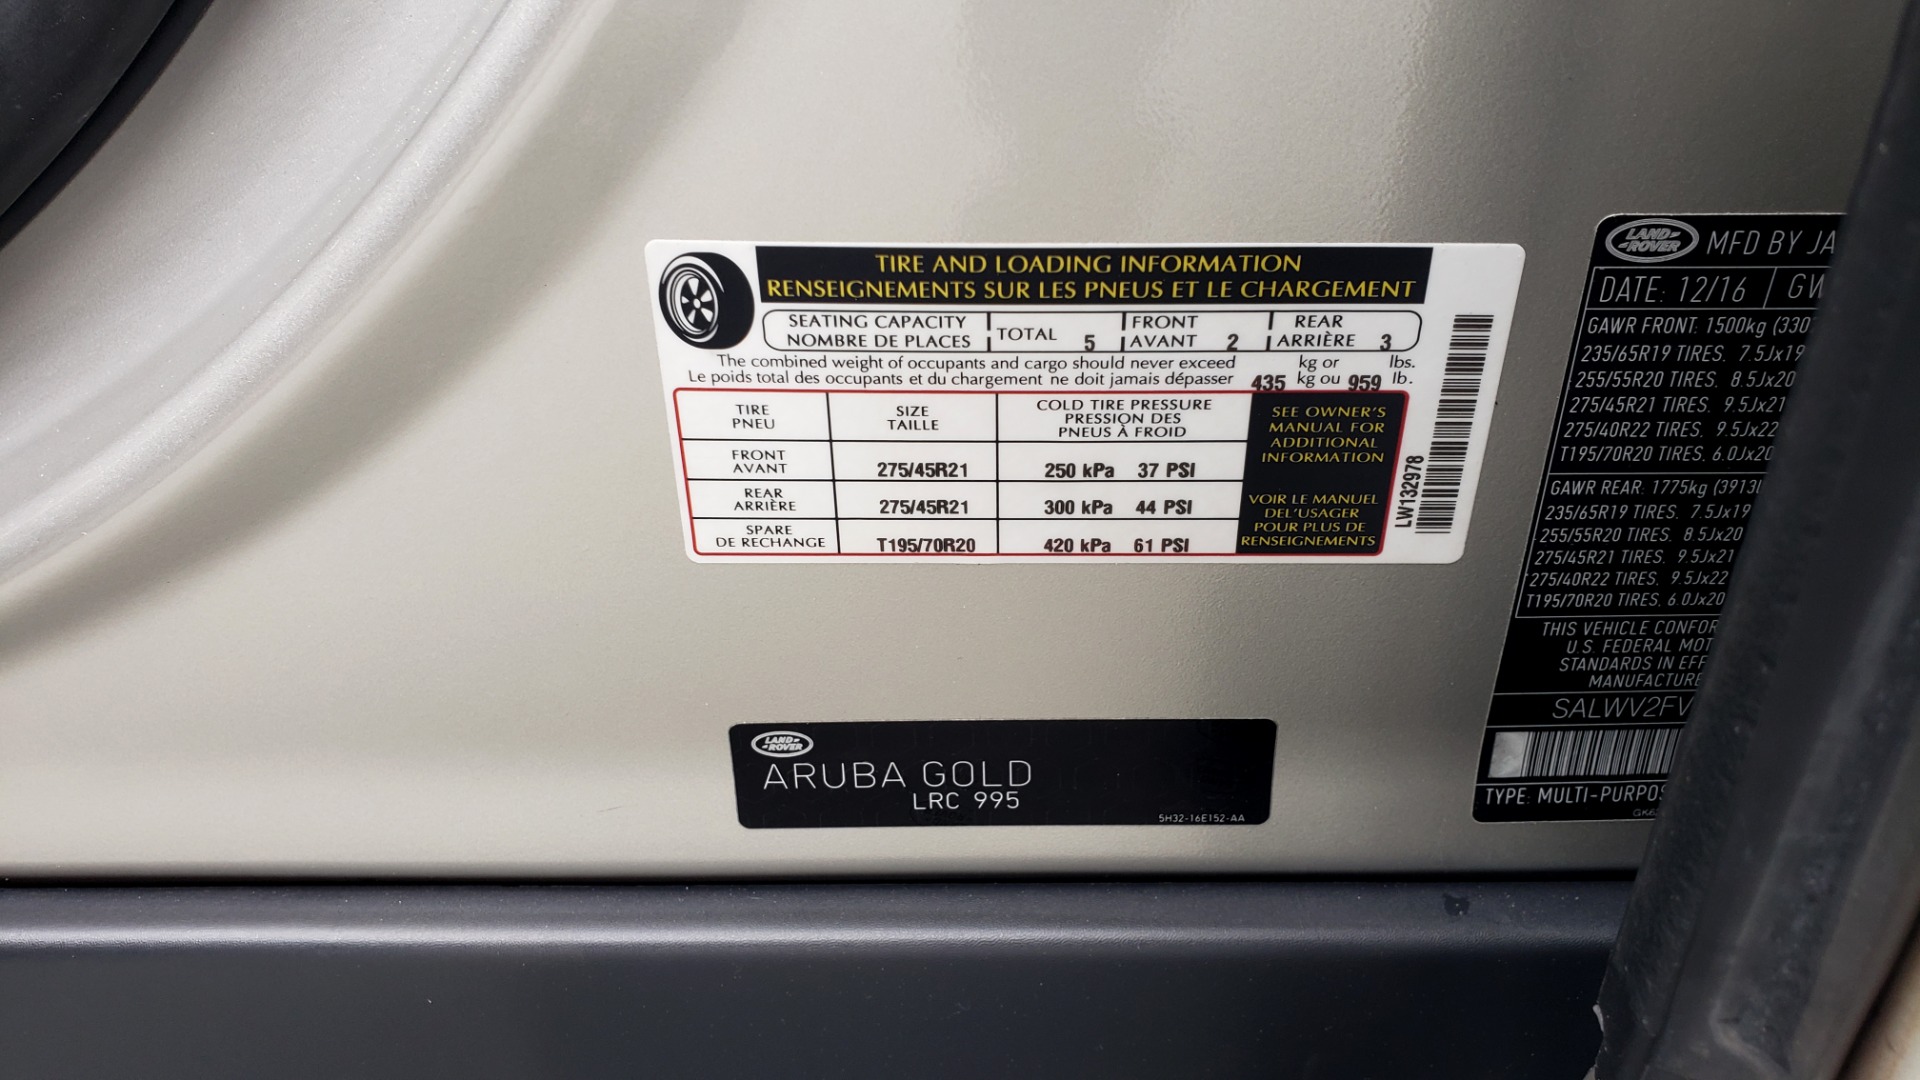 TIRE AND LOADING INFORMATION
RENSEIGNEMENTS SUR LES PNEUS ET LE CHARGEMENT
SEATING CAPACITY
NOMBRE DE PLACES
TOTAL 5
FRONT
AVANT 2
REAR
ARRIÈRE 3
The combined weight of occupants and cargo should never exceed kg or lbs.
Le poids total des occupants et du chargement ne doit jamais dépasser 435 kg ou 959 lb.
TIRE
PNEU
SIZE
TAILLE
COLD TIRE PRESSURE
PRESSION DES
PNEUS À FROID
FRONT
AVANT
275/45R21
250 kPa 37 PSI
REAR
ARRIÈRE
275/45R21
300 kPa 44 PSI
SPARE
DE RECHANGE
T195/70R20
420 kPa 61 PSI
SEE OWNER'S
MANUAL FOR
ADDITIONAL
INFORMATION
VOIR LE MANUEL
DEL'USAGER
POUR PLUS DE
RENSEIGNEMENTS
LW132978
LAND-
-ROVER
ARUBA GOLD
LRC 995
5H32-16E152-AA
LAND-
-ROVER
MFD BY JA
DATE: 12/16 GW
GAWR FRONT: 1500kg (330
235/65R19 TIRES, 7.5Jx19
255/55R20 TIRES, 8.5Jx20
275/45R21 TIRES, 9.5Jx21
275/40R22 TIRES, 9.5Jx22
T195/70R20 TIRES, 6.0Jx20
GAWR REAR: 1775kg (3913l
235/65R19 TIRES, 7.5Jx19
255/55R20 TIRES, 8.5Jx20
275/45R21 TIRES, 9.5Jx21
275/40R22 TIRES, 9.5Jx22
T195/70R20 TIRES, 6.0Jx20
THIS VEHICLE CONFOR
U.S. FEDERAL MOT
STANDARDS IN EFF
MANUFACTURE
SALWV2FV
TYPE: MULTI-PURPOS